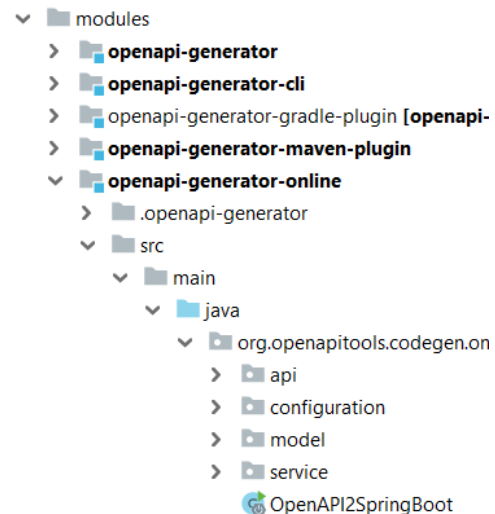 modules
openapi-generator
openapi-generator-cli
openapi-generator-gradle-plugin [openapi-
openapi-generator-maven-plugin
openapi-generator-online
.openapi-generator
src
main
java
org.openapitools.codegen.on
api
configuration
model
service
OpenAPI2SpringBoot